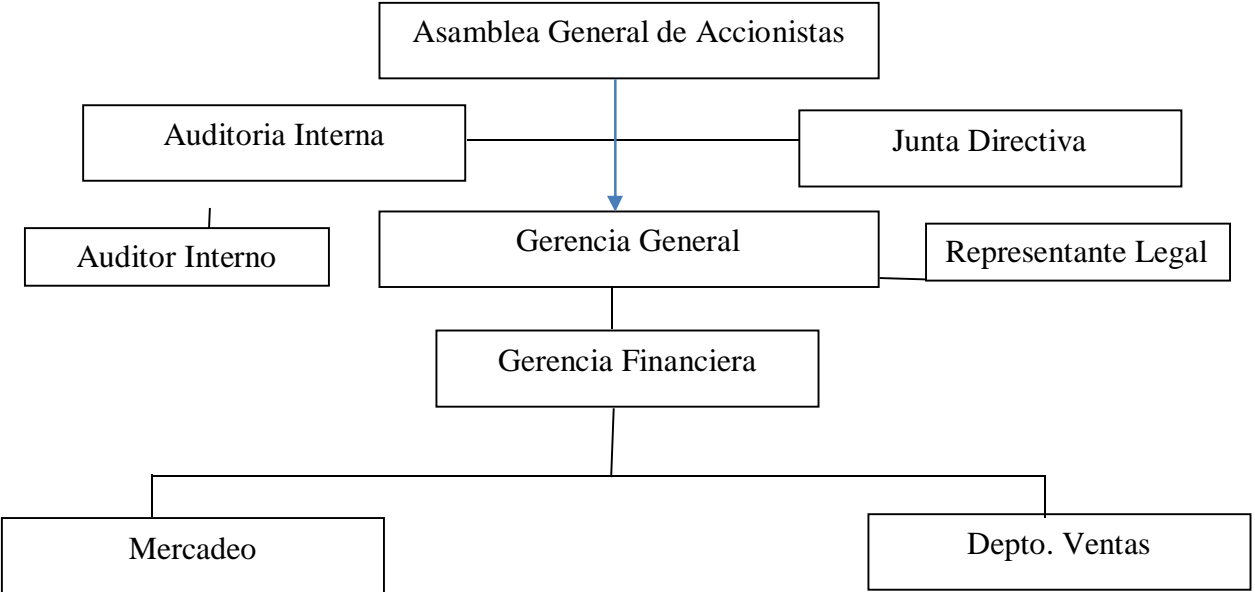 Asamblea General de Accionistas
Auditoria Interna
Junta Directiva
Gerencia General
Auditor Interno
Representante Legal
Gerencia Financiera
Mercadeo
Depto. Ventas